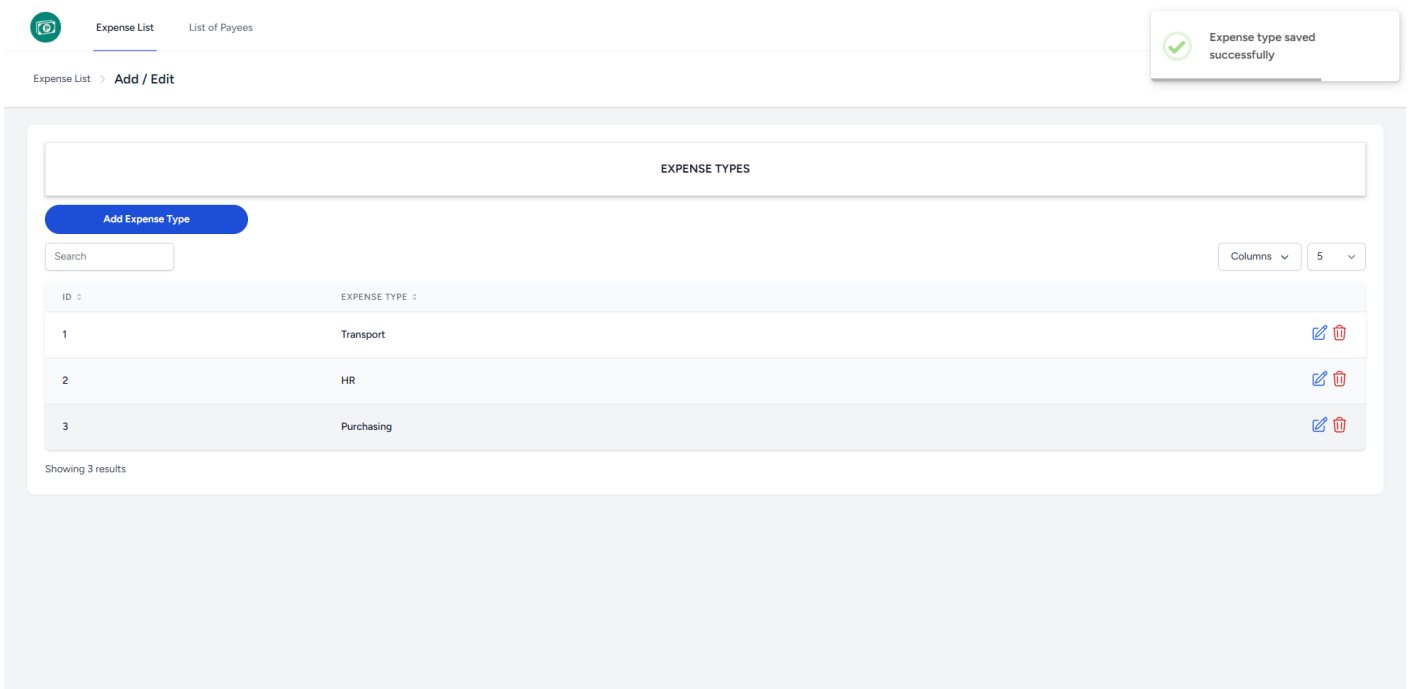 Expense List
List of Payees
Expense type saved
successfully
Expense List
Add / Edit
EXPENSE TYPES
Add Expense Type
Search
Columns
5
ID
EXPENSE TYPE
1
Transport
2
HR
3
Purchasing
Showing 3 results